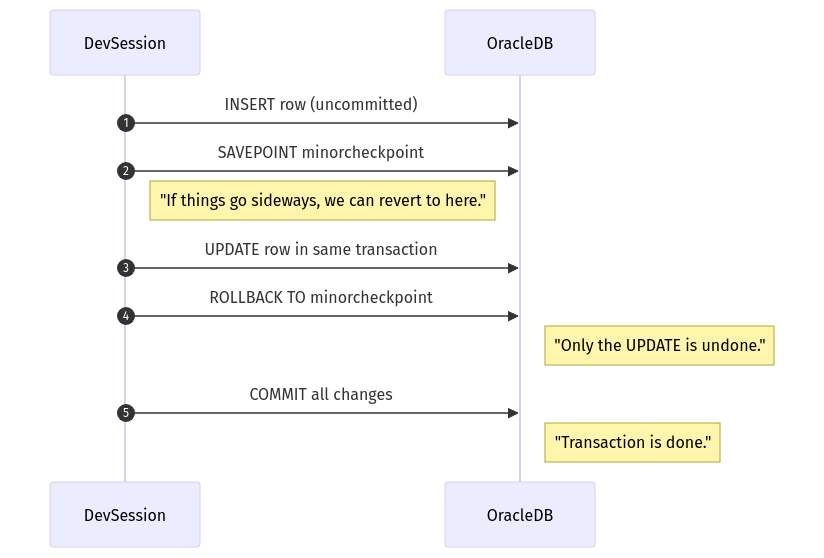 DevSession
OracleDB
INSERT row (uncommitted)
1
SAVEPOINT minorcheckpoint
2
"If things go sideways, we can revert to here."
UPDATE row in same transaction
3
ROLLBACK TO minorcheckpoint
4
"Only the UPDATE is undone."
COMMIT all changes
5
"Transaction is done."
DevSession
OracleDB